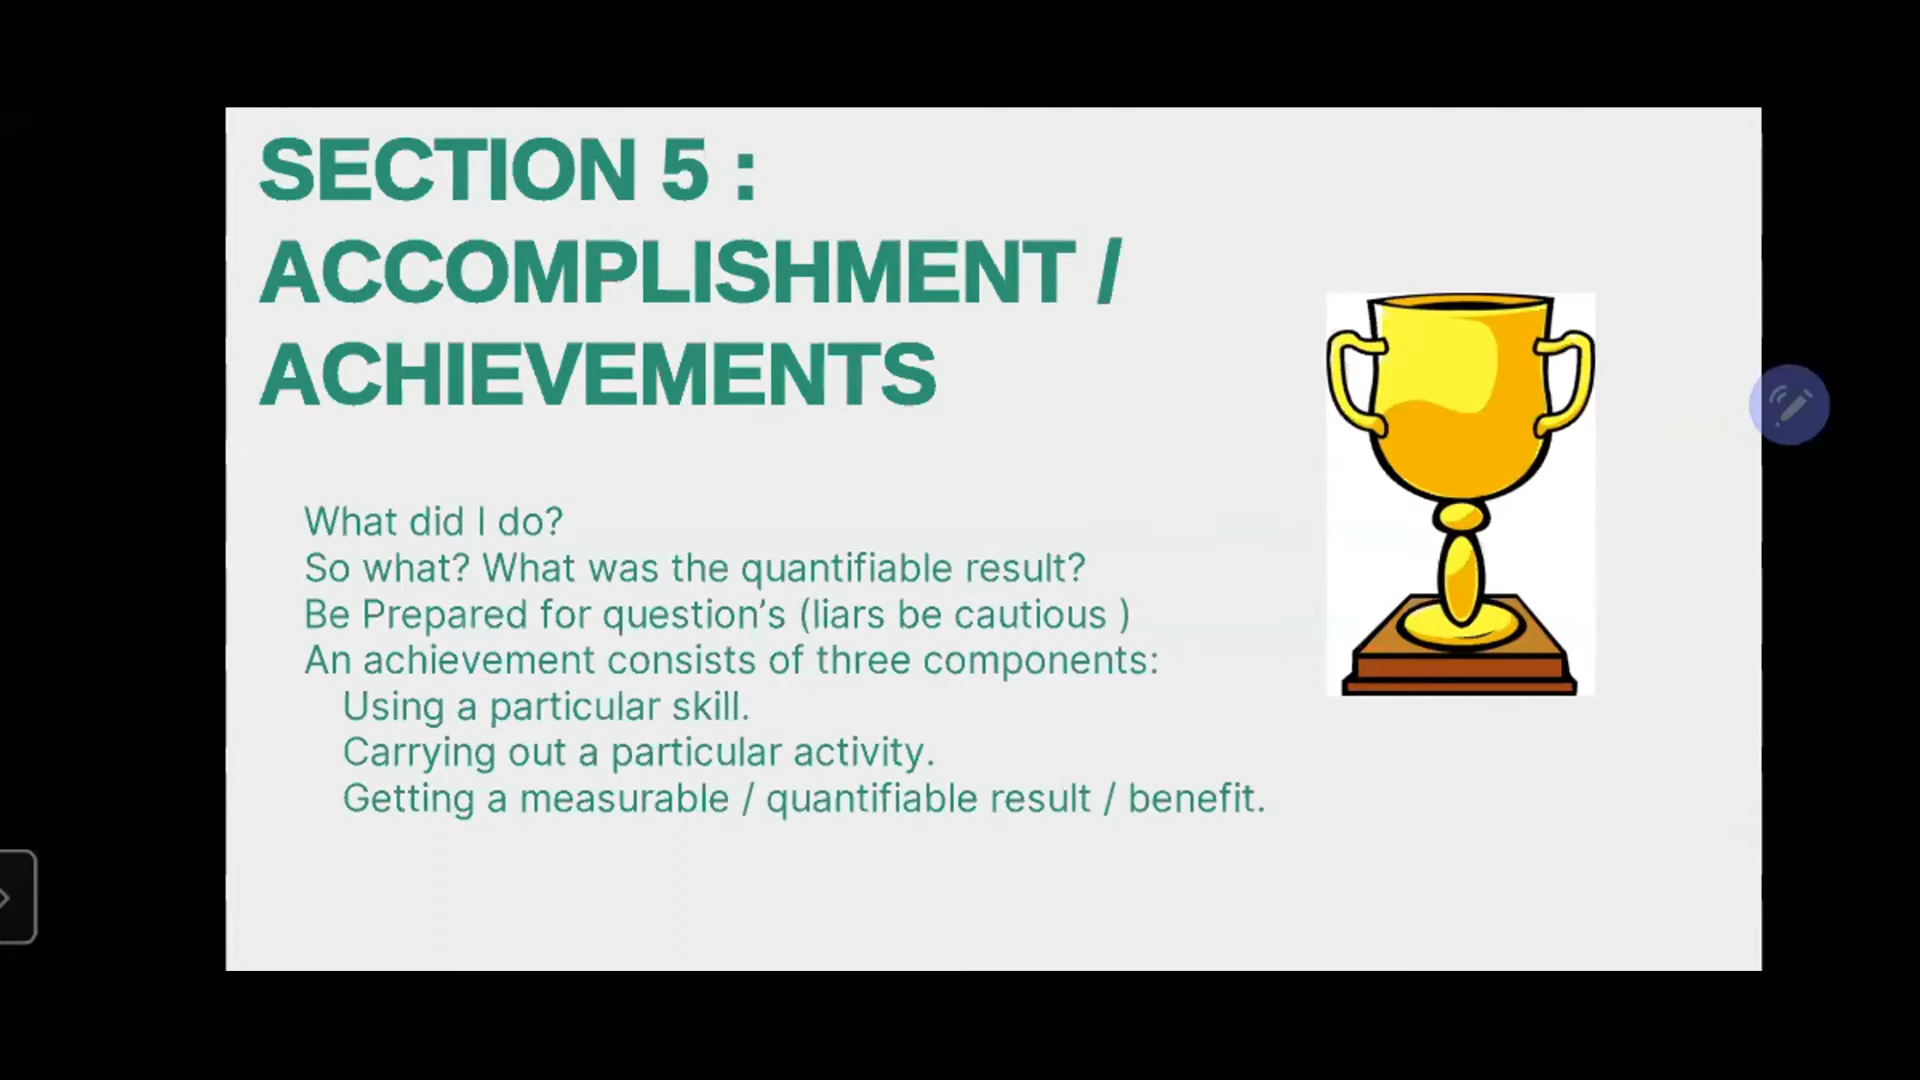 SECTION 5 :
ACCOMPLISHMENT /
ACHIEVEMENTS
What did I do?
So what? What was the quantifiable result?
Be Prepared for question’s (liars be cautious )
An achievement consists of three components:
Using a particular skill.
Carrying out a particular activity.
Getting a measurable / quantifiable result / benefit.